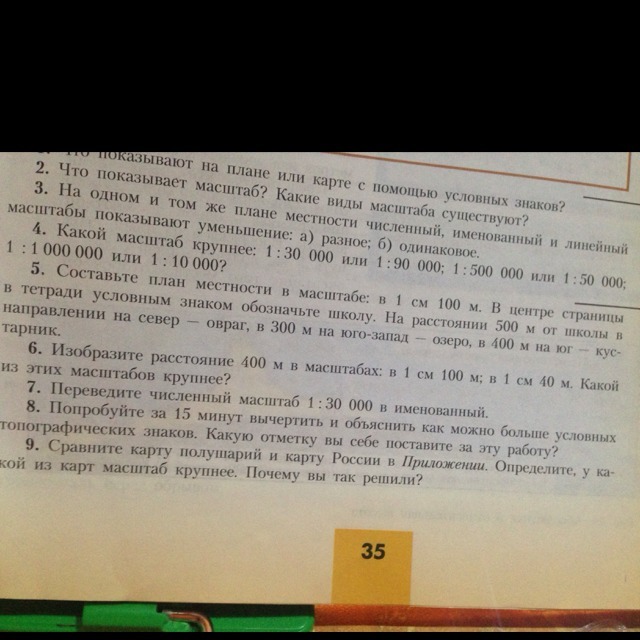 1. Что показывают на плане или карте с помощью условных знаков?
2. Что показывает масштаб? Какие виды масштаба существуют?
3. На одном и том же плане местности численный, именованный и линейный
масштабы показывают уменьшение: а) разное; б) одинаковое.
4. Какой масштаб крупнее: 1 : 30 000 или 1 : 90 000; 1 : 500 000 или 1 : 50 000;
1 : 1 000 000 или 1 : 10 000?
5. Составьте план местности в масштабе: в 1 см 100 м. В центре страницы
в тетради условным знаком обозначьте школу. На расстоянии 500 м от школы в
направлении на север — овраг, в 300 м на юго-запад — озеро, в 400 м на юг — кус-
тарник.
6. Изобразите расстояние 400 м в масштабах: в 1 см 100 м; в 1 см 40 м. Какой
из этих масштабов крупнее?
7. Переведите численный масштаб 1 : 30 000 в именованный.
8. Попробуйте за 15 минут вычертить и объяснить как можно больше условных
топографических знаков. Какую отметку вы себе поставите за эту работу?
9. Сравните карту полушарий и карту России в Приложении. Определите, у ка-
кой из карт масштаб крупнее. Почему вы так решили?
35